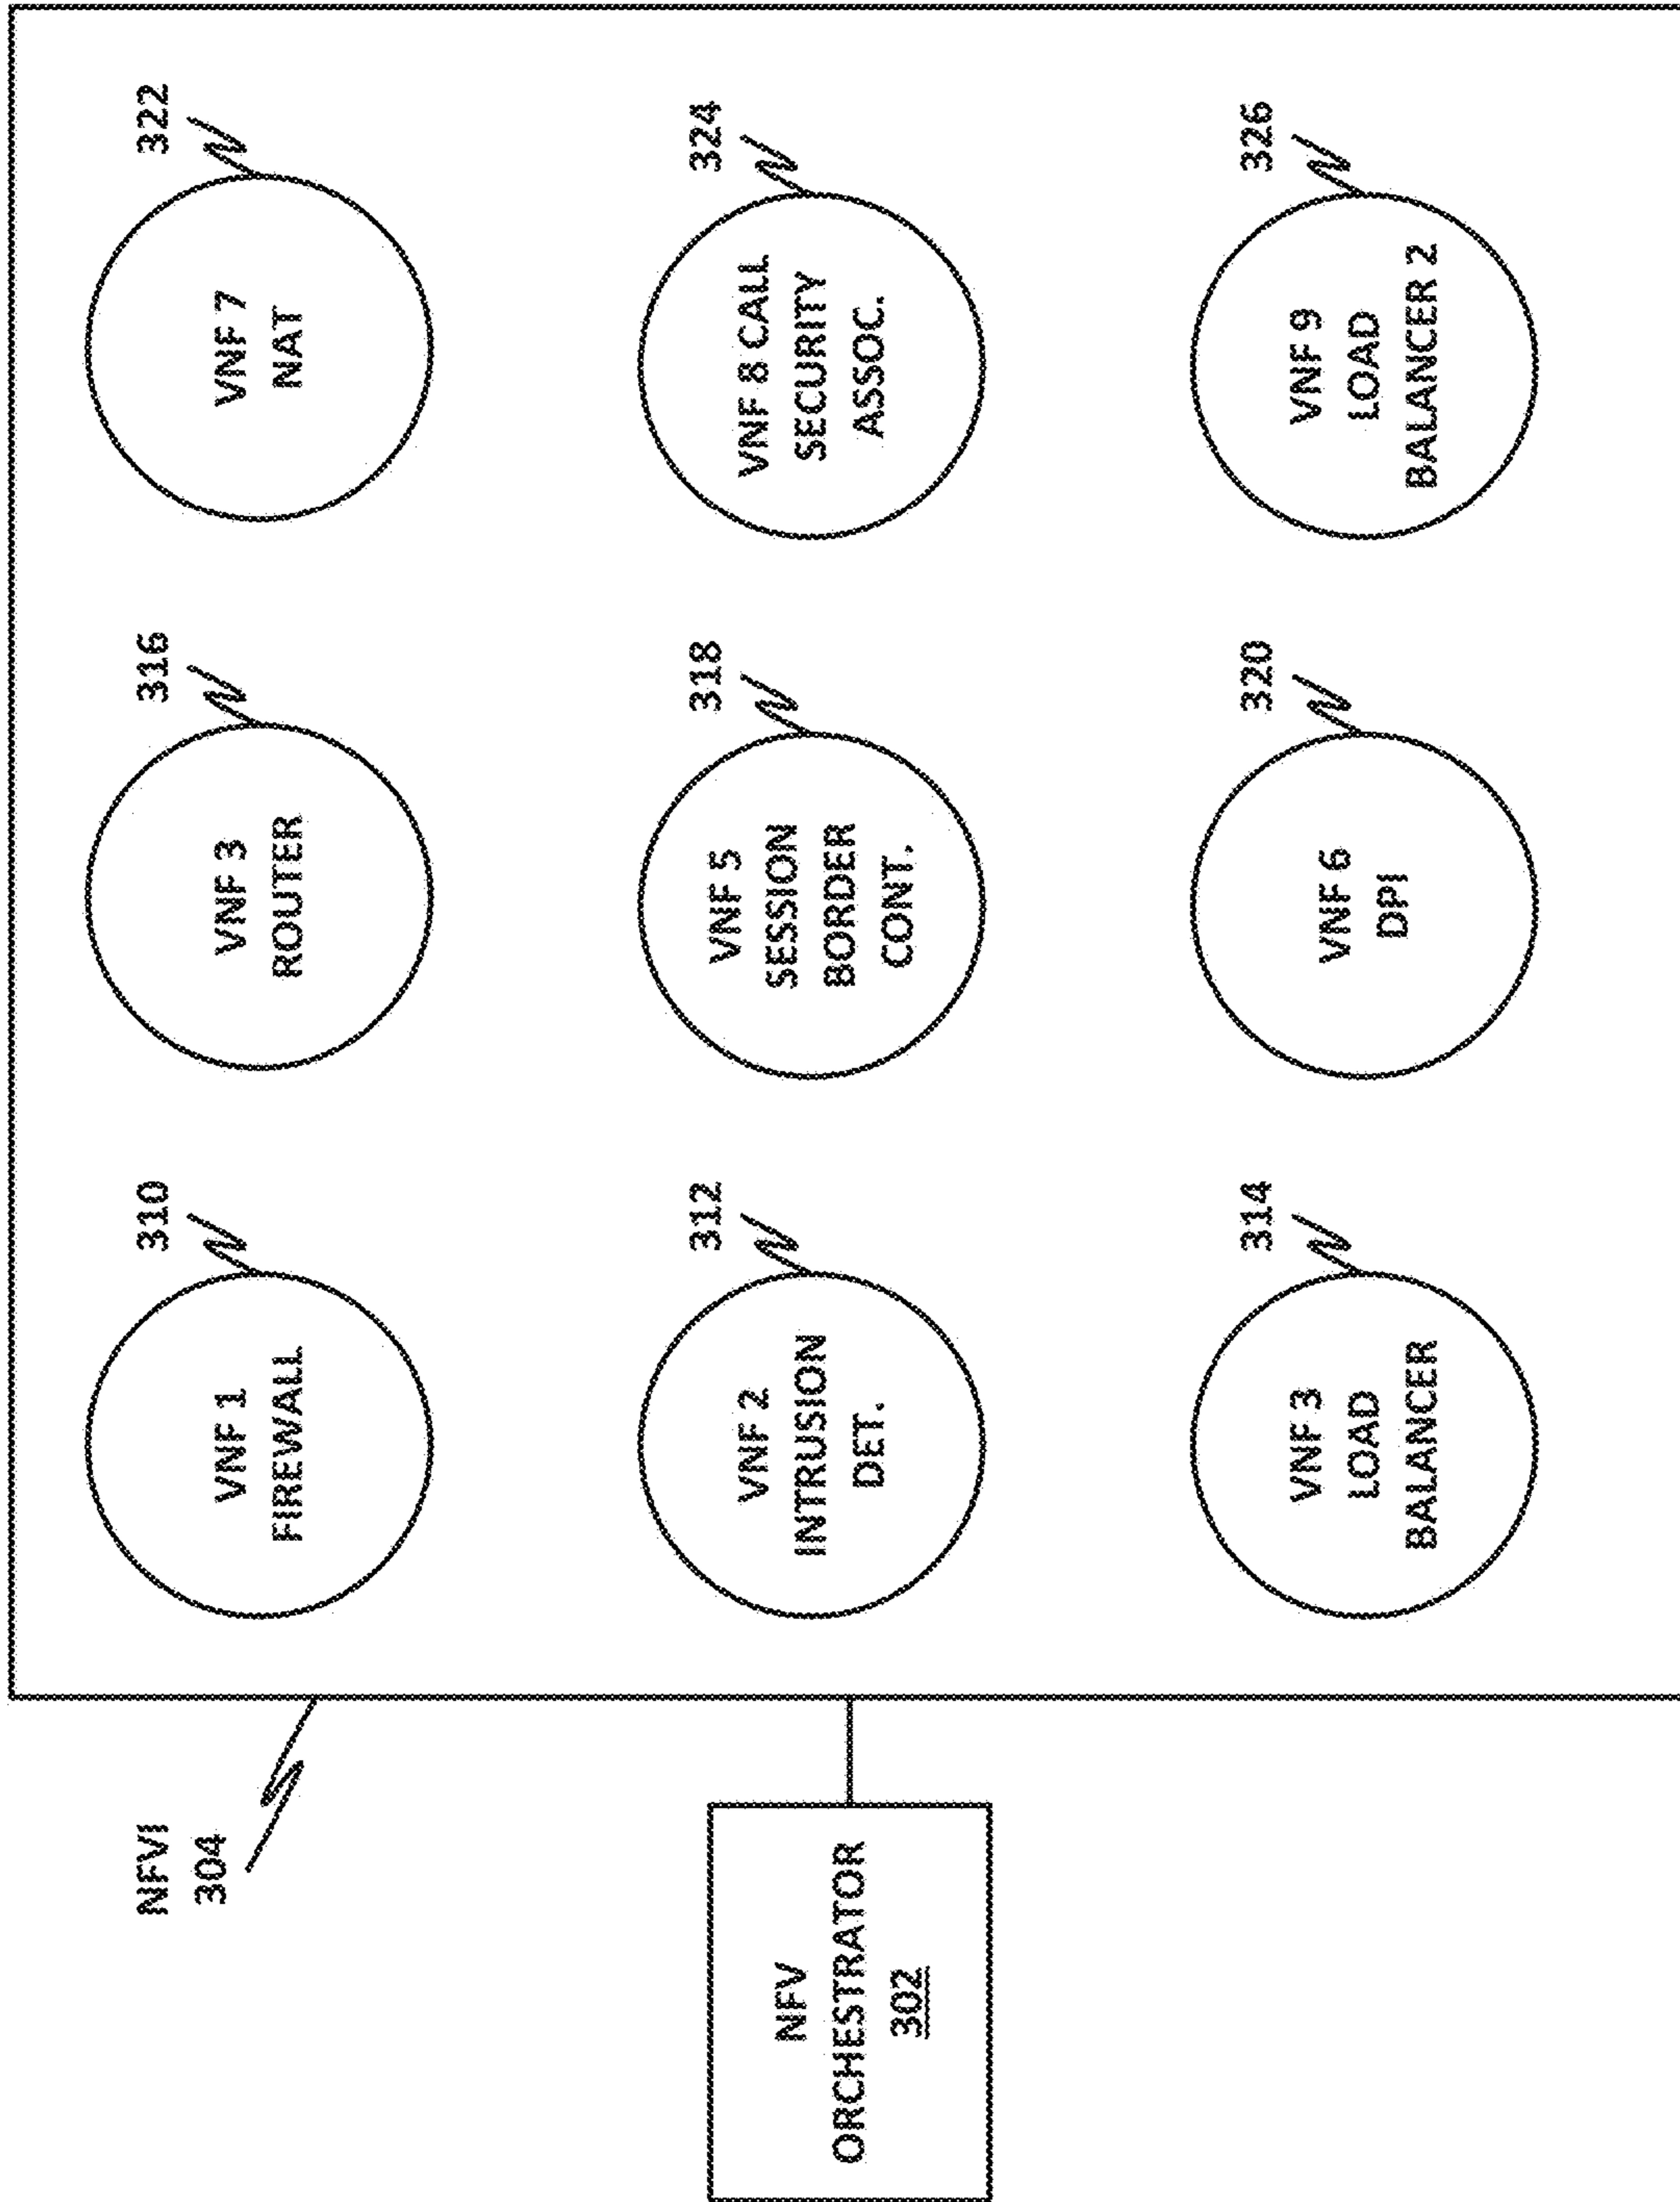 NFVI
304
NFV
ORCHESTRATOR
302
310
VNF 1
FIREWALL
316
VNF 3
ROUTER
322
VNF 7
NAT
312
VNF 2
INTRUSION
DET.
318
VNF 5
SESSION
BORDER
CONT.
324
VNF 8 CALL
SECURITY
ASSOC.
314
VNF 3
LOAD
BALANCER
320
VNF 6
DPI
326
VNF 9
LOAD
BALANCER 2